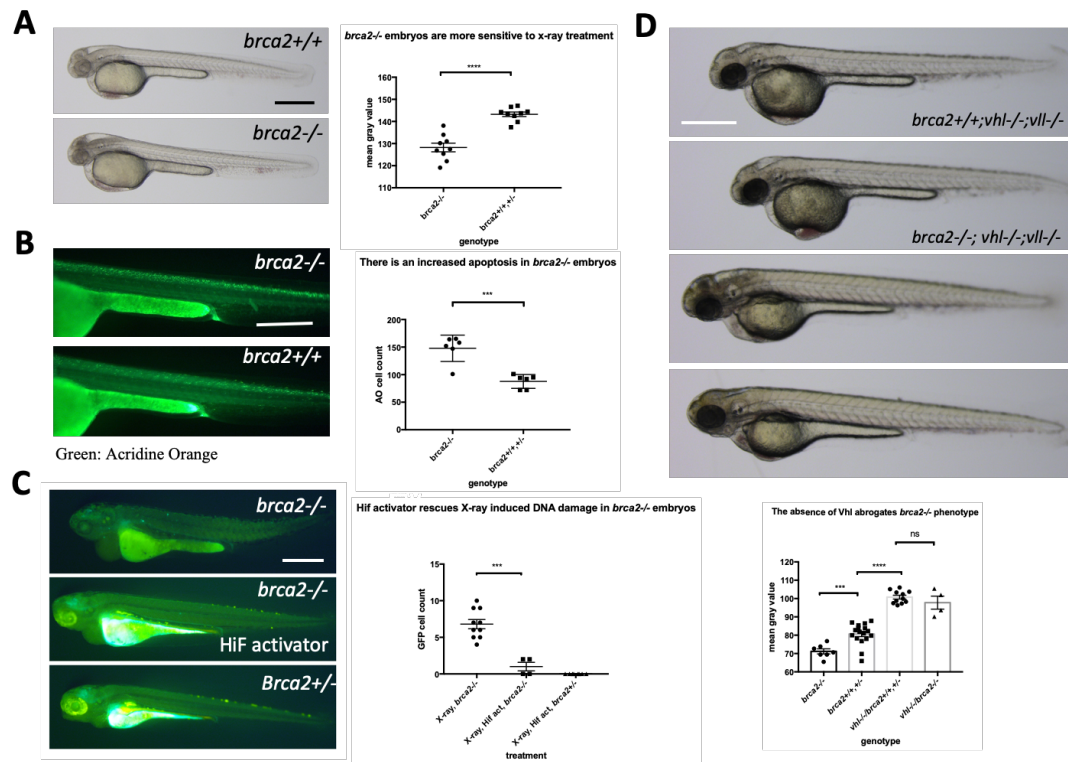 A
brca2+/+
brca2-/-
brca2-/- embryos are more sensitive to x-ray treatment
****
160
150
140
130
120
110
mean gray value
brca2-/-
brca2+/+,+/-
genotype
B
brca2-/-
brca2+/+
Green: Acridine Orange
There is an increased apoptosis in brca2-/- embryos
***
200
150
100
50
0
AO cell count
brca2-/-
brca2+/+,+/-
genotype
C
brca2-/-
brca2-/-
HiF activator
Brca2+/-
Hif activator rescues X-ray induced DNA damage in brca2-/- embryos
***
15
10
5
0
GFP cell count
X-ray, brca2-/-
X-ray, Hif act, brca2-/-
X-ray, Hif act, brca2+/-
treatment
D
brca2+/+;vhl-/-;vll-/-
brca2-/-; vhl-/-;vll-/-
The absence of Vhl abrogates brca2-/- phenotype
ns
****
***
110
100
90
80
70
60
mean gray value
brca2-/-
brca2+/+,+/-
vhl-/-/brca2+/+,+/-
vhl-/-/brca2-/-
genotype